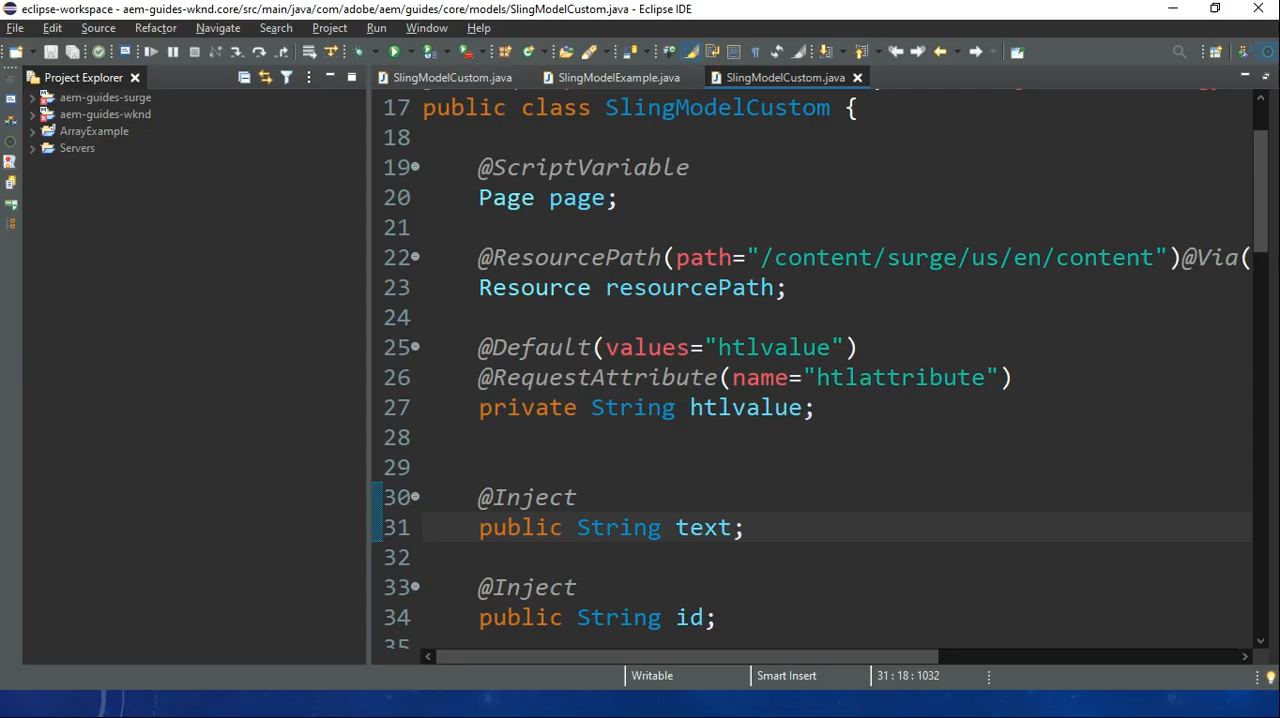 eclipse-workspace - aem-guides-wknd.core/src/main/java/com/adobe/aem/guides/core/models/SlingModelCustom.java - Eclipse IDE
File Edit Source Refactor Navigate Search Project Run Window Help
Project Explorer
SlingModelCustom.java SlingModelExample.java SlingModelCustom.java
aem-guides-surge
aem-guides-wknd
ArrayExample
Servers
17 public class SlingModelCustom {
18
19 @ScriptVariable
20 Page page;
21
22 @ResourcePath(path="/content/surge/us/en/content")@Via(
23 Resource resourcePath;
24
25 @Default(values="htlvalue")
26 @RequestAttribute(name="htlattribute")
27 private String htlvalue;
28
29
30 @Inject
31 public String text;
32
33 @Inject
34 public String id;
35
Writable Smart Insert 31 : 18 : 1032